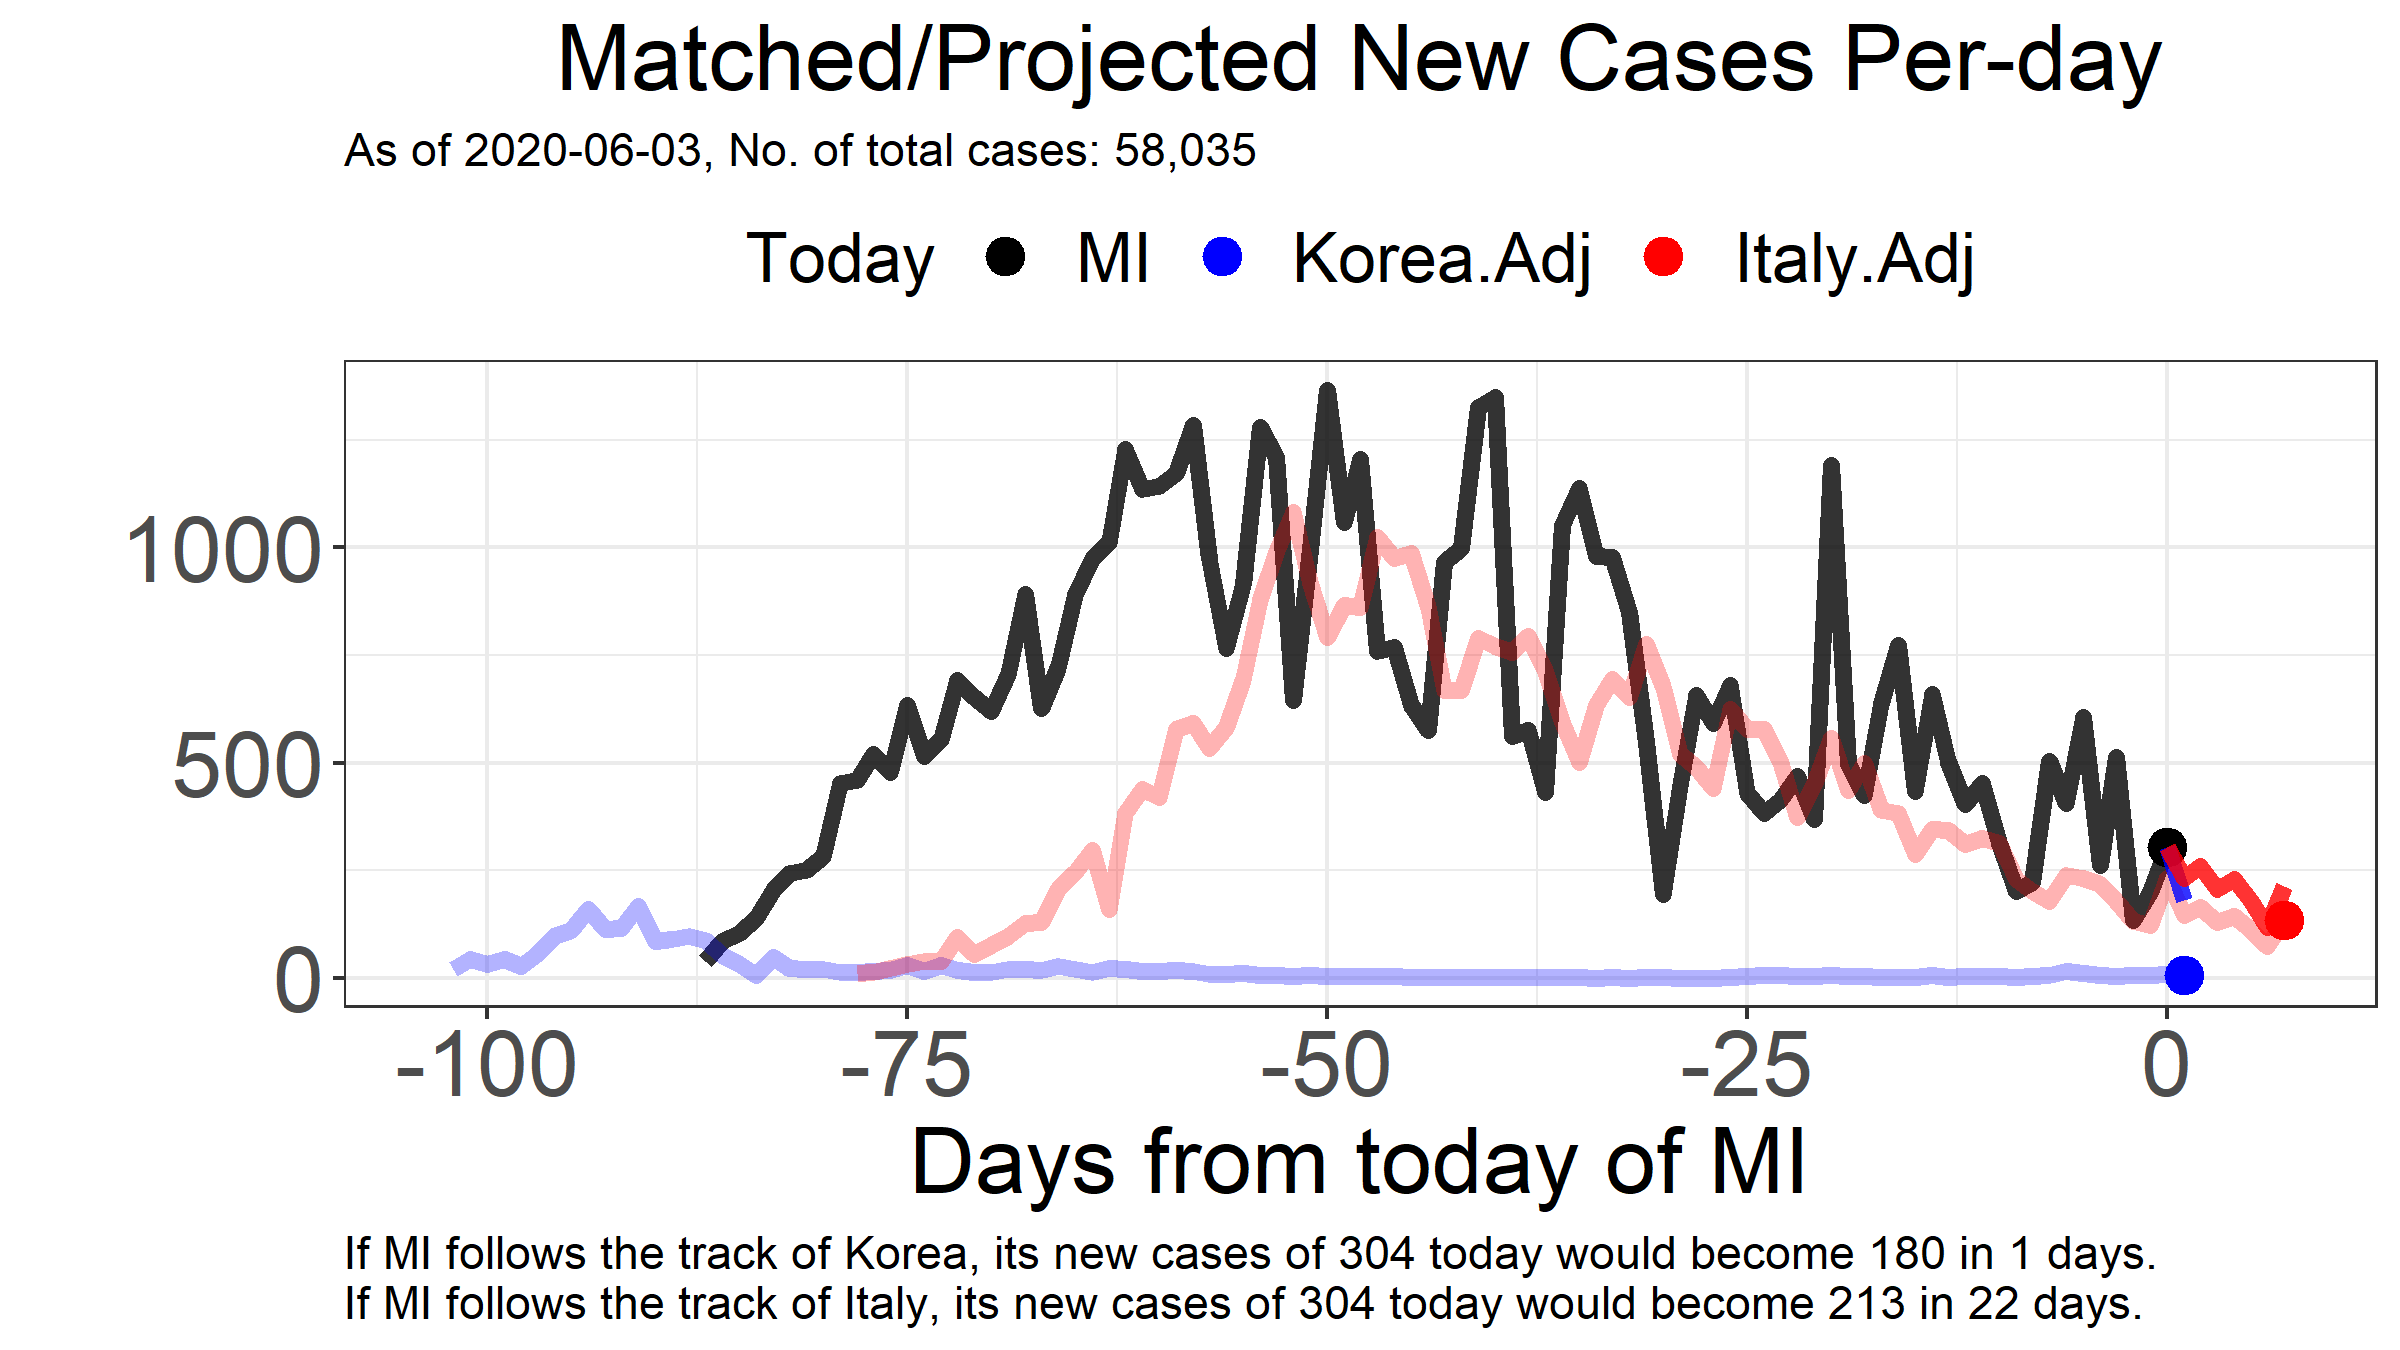 Matched/Projected New Cases Per-day
As of 2020-06-03, No. of total cases: 58,035
Today MI Korea.Adj Italy.Adj
1000
500
0
-100 -75 -50 -25 0
Days from today of MI
If MI follows the track of Korea, its new cases of 304 today would become 180 in 1 days.
If MI follows the track of Italy, its new cases of 304 today would become 213 in 22 days.